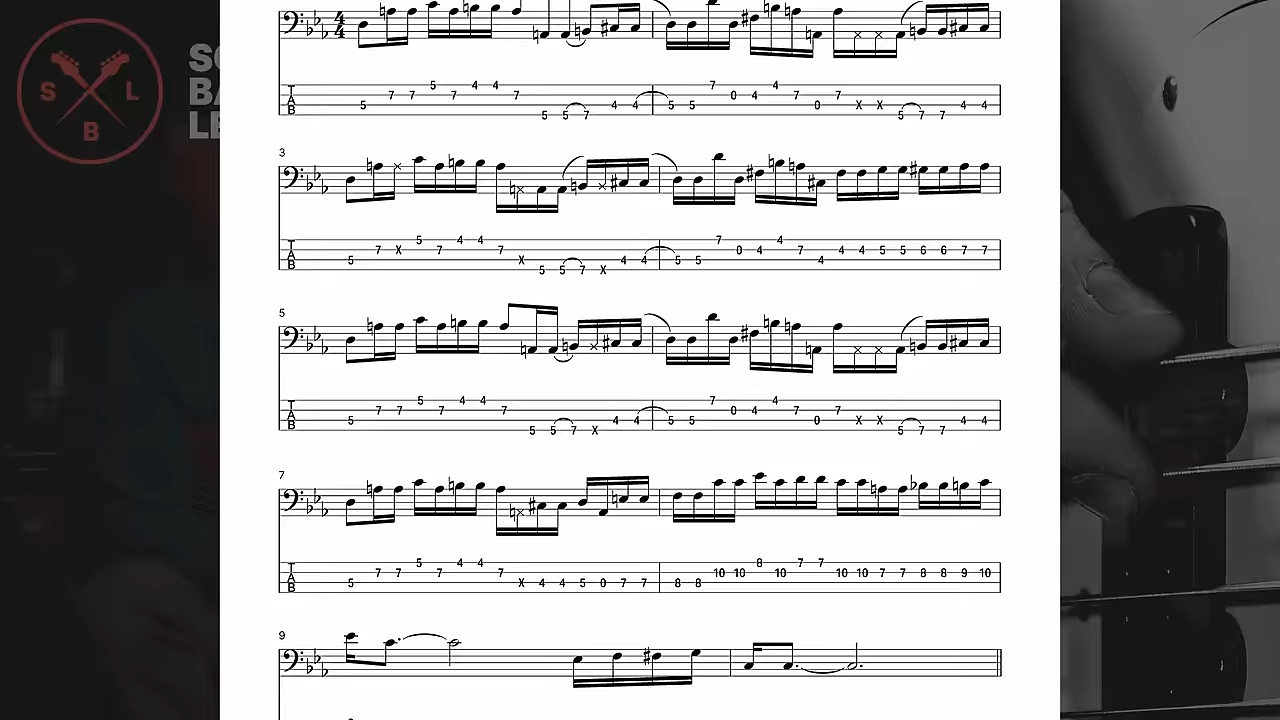 S L
B
SC
BA
LE
4
4
5 7 7 5 7 4 4 7 5 5 7 4 4 5 5 7 0 4 4 7 0 7 X X 5 7 7 4 4
T
A
B
3
5 7 X 5 7 4 4 7 X 5 5 7 X 4 4 5 5 7 0 4 4 7 4 4 4 5 5 6 6 7 7
T
A
B
5
5 7 7 5 7 4 4 7 5 5 7 X 4 4 5 5 7 0 4 4 7 0 7 X X 5 7 7 4 4
T
A
B
7
5 7 7 5 7 4 4 7 X 4 4 5 0 7 7 8 8 10 10 8 10 7 7 10 10 7 7 8 8 9 10
T
A
B
9